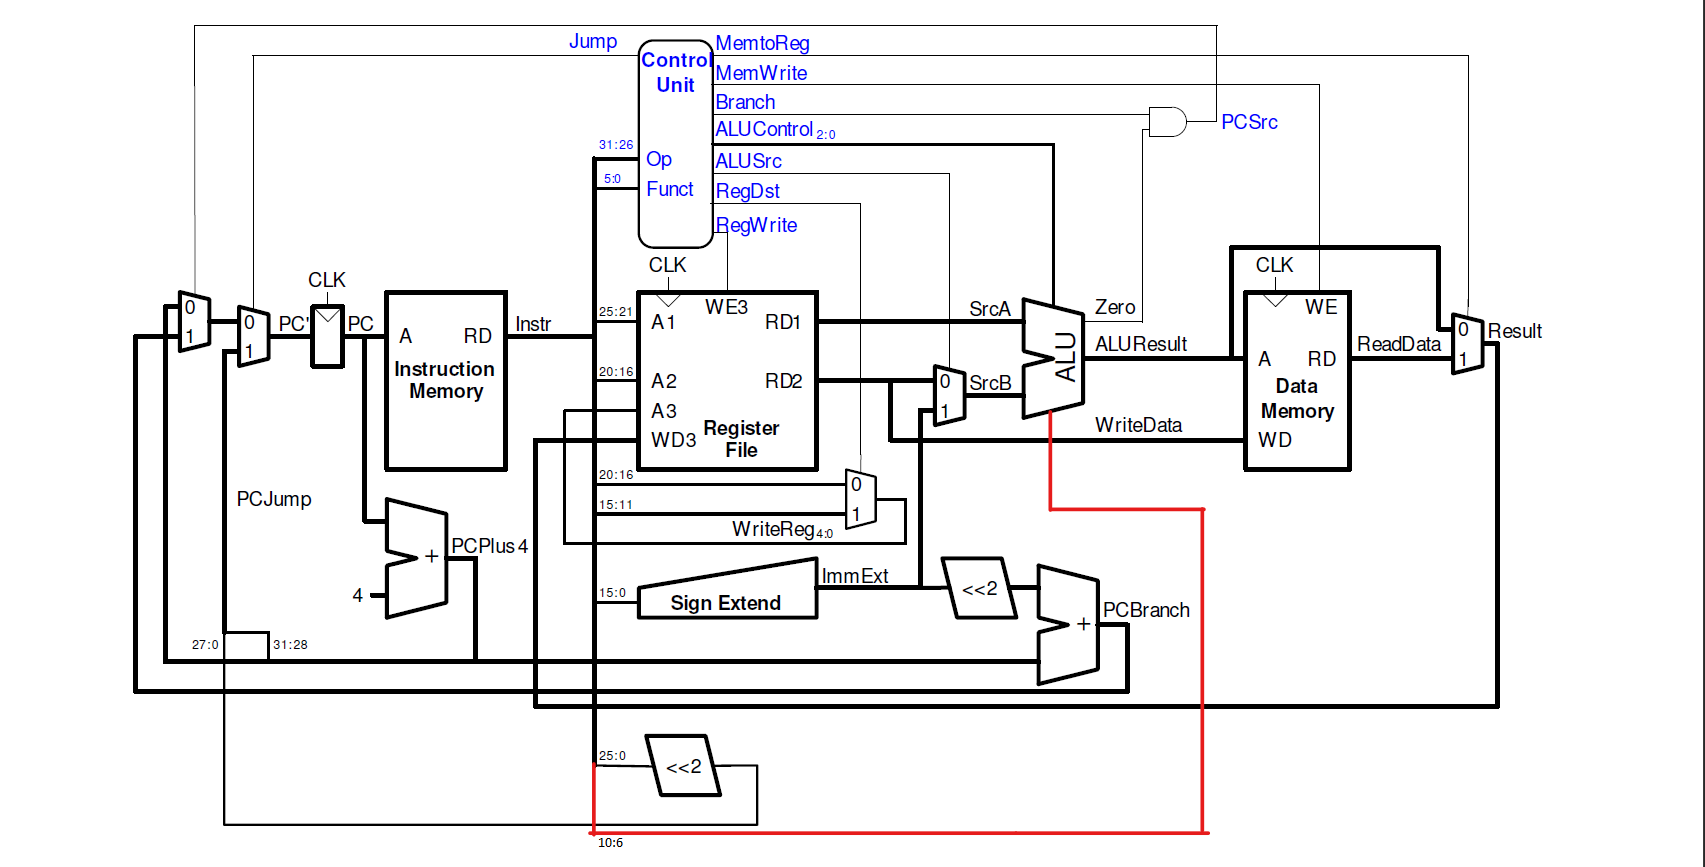 Jump
Control
Unit
MemtoReg
MemWrite
Branch
ALUControl 2:0
PCSrc
31:26
Op
ALUSrc
5:0
Funct
RegDst
RegWrite
CLK
CLK
CLK
0
1
0
1
PC'
PC
A
RD
Instruction
Memory
Instr
25:21
A1
WE3
RD1
20:16
A2
RD2
A3
WD3
Register
File
SrcA
0
1
SrcB
ALU
Zero
ALUResult
WriteData
WE
A
RD
Data
Memory
WD
ReadData
0
1
Result
20:16
0
15:11
1
WriteReg4:0
PCJump
+
PCPlus4
4
15:0
Sign Extend
ImmExt
<<2
+
PCBranch
27:0
31:28
25:0
<<2
10:6